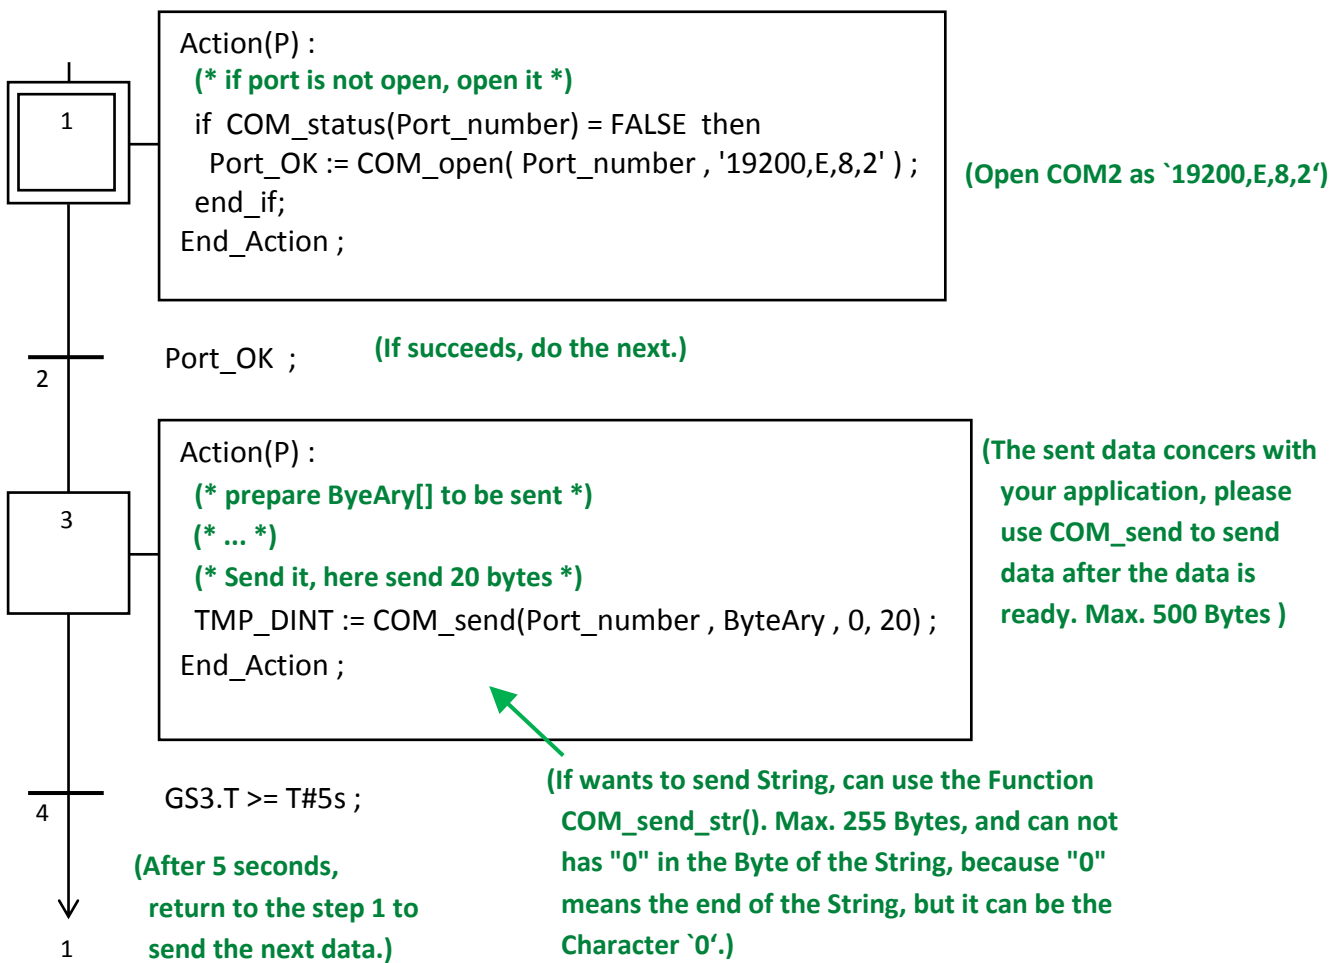 Action(P) :
(* if port is not open, open it *)
1
if COM_status(Port_number) = FALSE then
Port_OK := COM_open( Port_number , '19200,E,8,2' ) ;
(Open COM2 as `19200,E,8,2‘)
end_if;
End_Action ;
Port_OK ;
(If succeeds, do the next.)
2
Action(P) :
(* prepare ByeAry[] to be sent *)
3
(* ... *)
(* Send it, here send 20 bytes *)
TMP_DINT := COM_send(Port_number , ByteAry , 0, 20) ;
End_Action ;
(The sent data concers with
your application, please
use COM_send to send
data after the data is
ready. Max. 500 Bytes )
4
GS3.T >= T#5s ;
(If wants to send String, can use the Function
COM_send_str(). Max. 255 Bytes, and can not
has "0" in the Byte of the String, because "0"
means the end of the String, but it can be the
Character `0‘.)
(After 5 seconds,
return to the step 1 to
send the next data.)
1